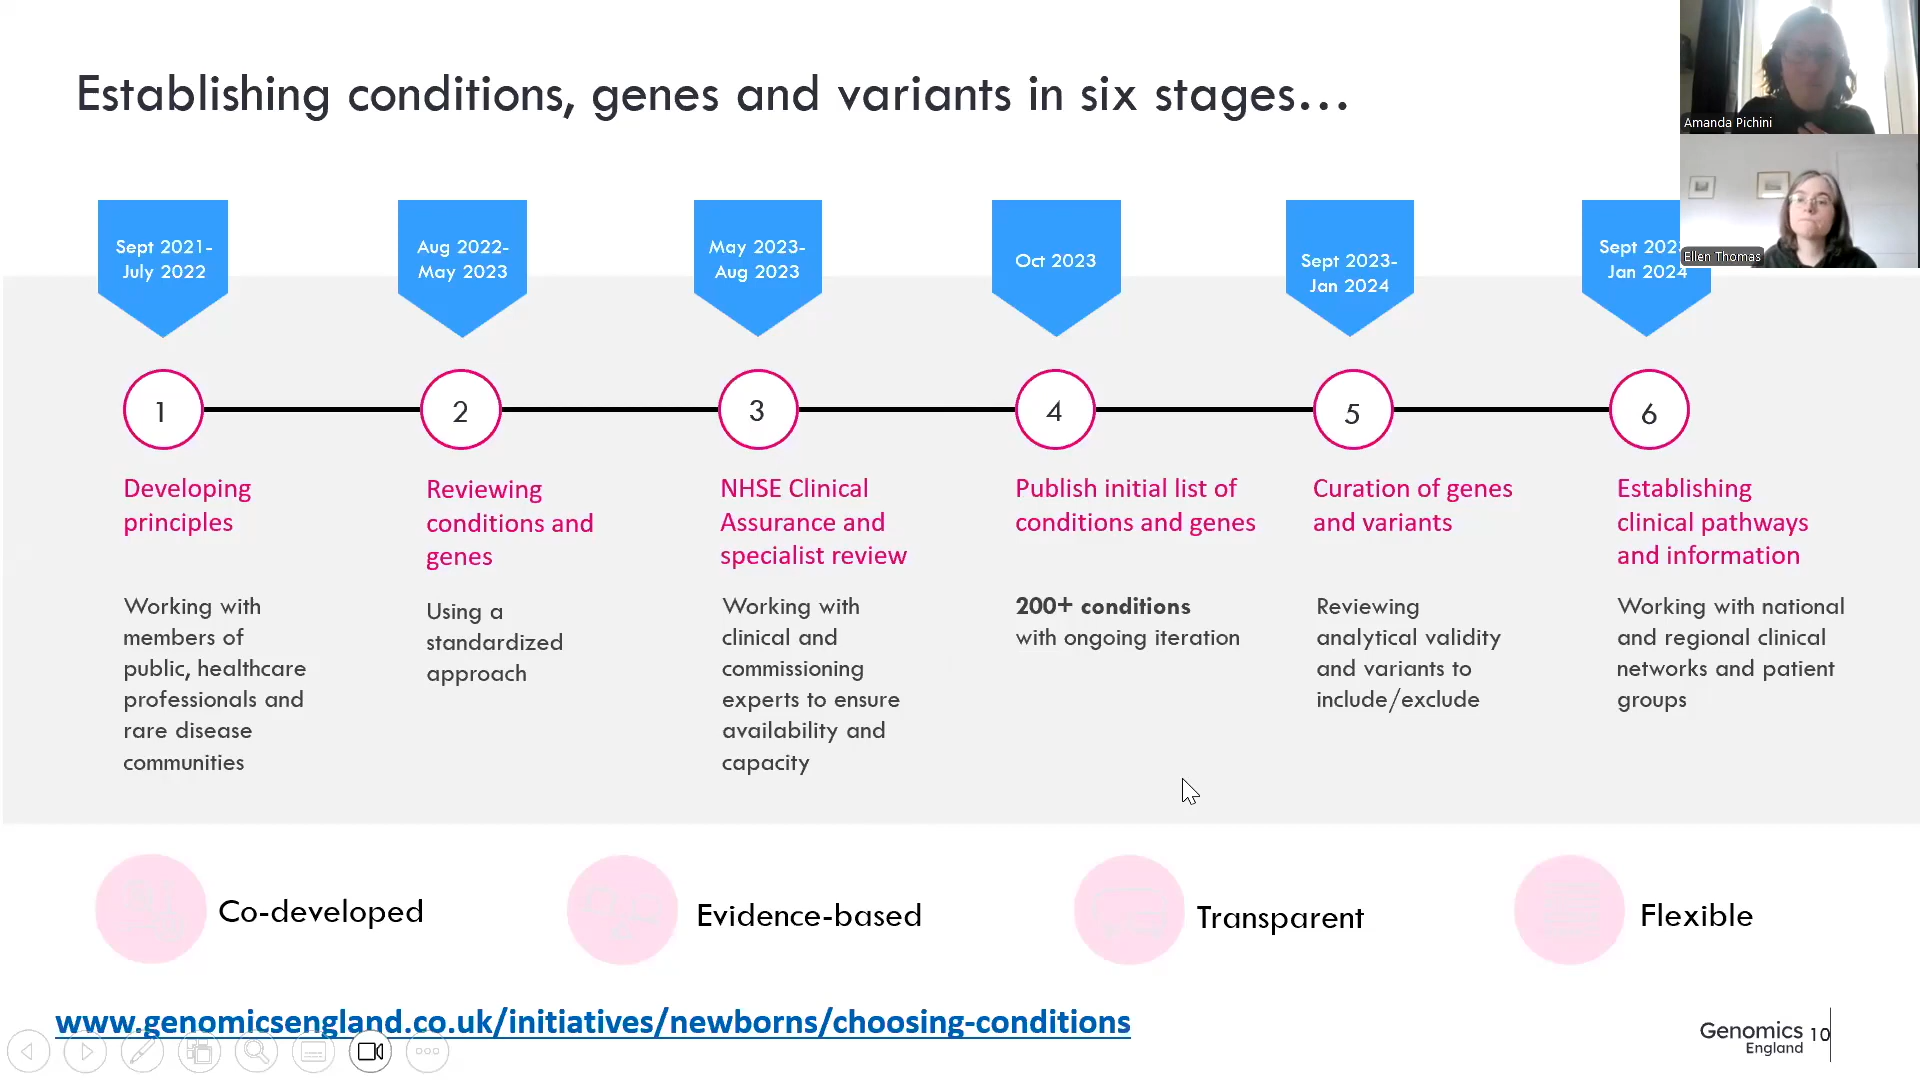 Establishing conditions, genes and variants in six stages...
Amanda Pichini
Ellen Thomas
Sept 2021-
July 2022
Aug 2022-
May 2023
May 2023-
Aug 2023
Oct 2023
Sept 2023-
Jan 2024
Sept 202
Jan 2024
1
2
3
4
5
6
Developing
principles
Working with
members of
public, healthcare
professionals and
rare disease
communities
Reviewing
conditions and
genes
Using a
standardized
approach
NHSE Clinical
Assurance and
specialist review
Working with
clinical and
commissioning
experts to ensure
availability and
capacity
Publish initial list of
conditions and genes
200+ conditions
with ongoing iteration
Curation of genes
and variants
Reviewing
analytical validity
and variants to
include/exclude
Establishing
clinical pathways
and information
Working with national
and regional clinical
networks and patient
groups
Co-developed
Evidence-based
Transparent
Flexible
www.genomicsengland.co.uk/initiatives/newborns/choosing-conditions
Genomics
England
10